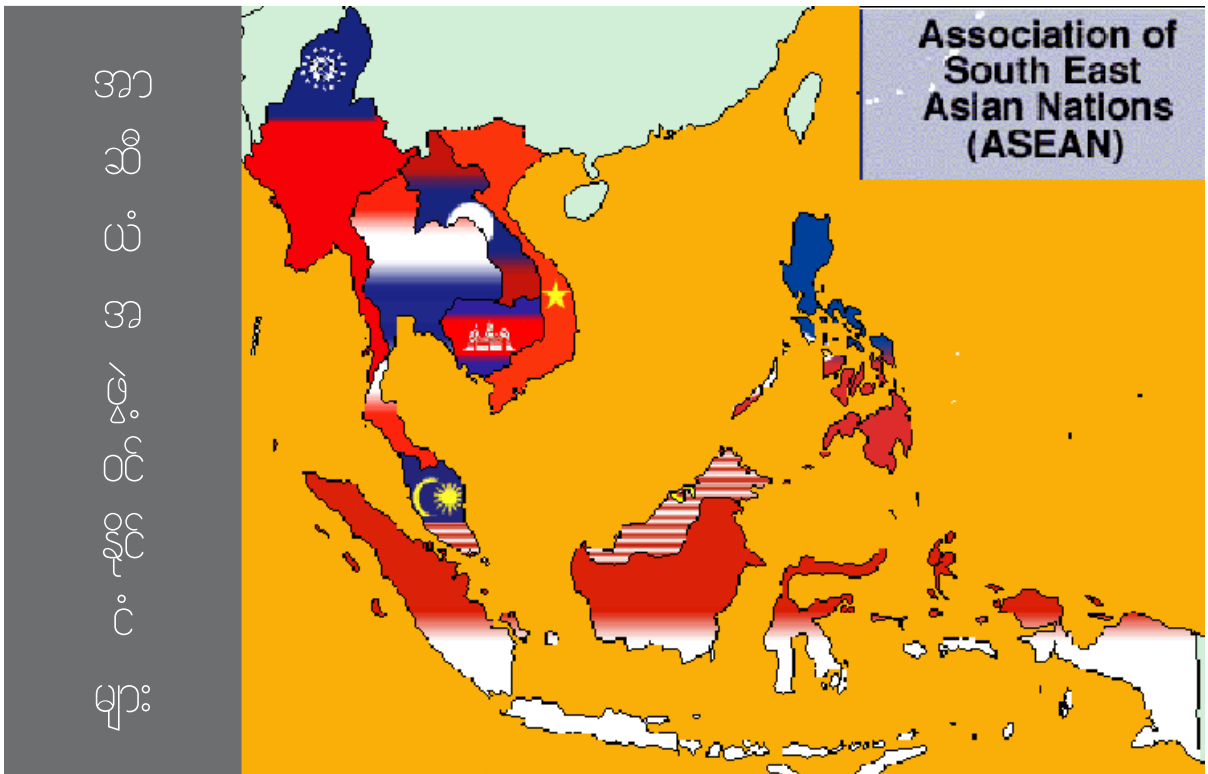 အာ
ဆီ
ယံ
အ
ဖွဲ့
ဝင်
နိုင်
ငံ
များ
Association of
South East
Asian Nations
(ASEAN)